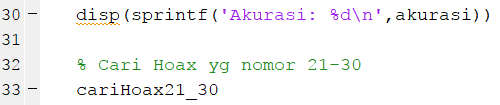 30 - disp(sprintf('Akurasi: %d\n',akurasi))
31
32 % Cari Hoax yg nomor 21-30
33 - cariHoax21_30